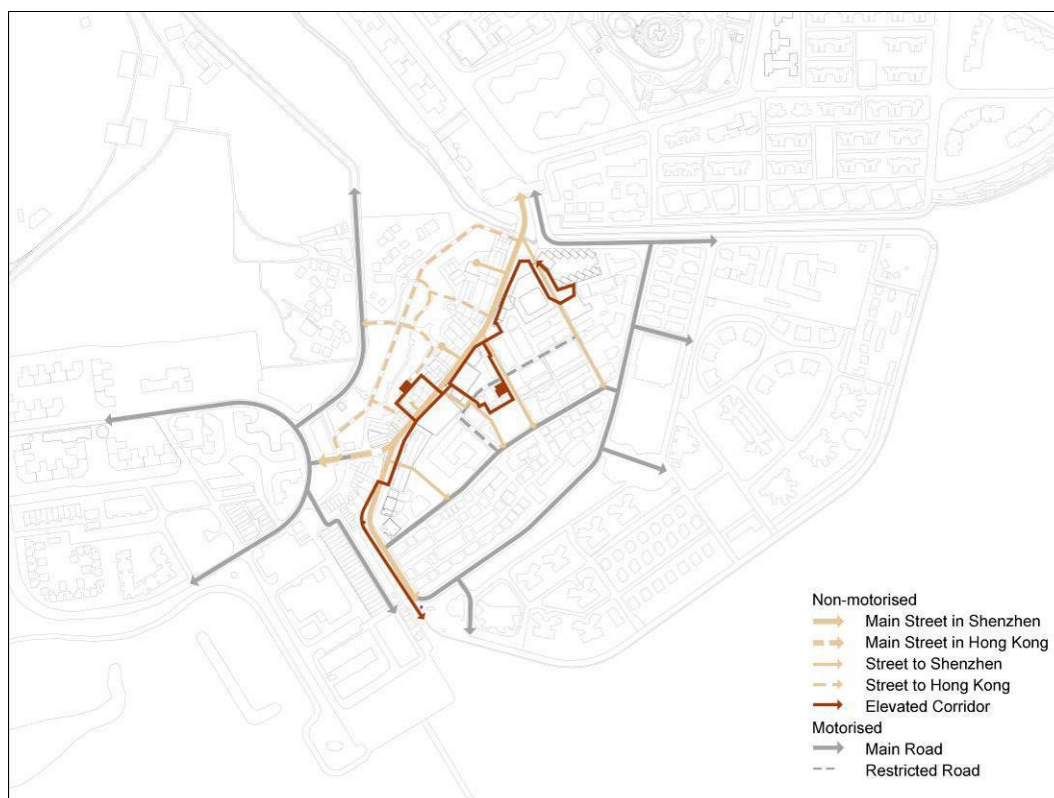 Non-motorised
Main Street in Shenzhen
Main Street in Hong Kong
Street to Shenzhen
Street to Hong Kong
Elevated Corridor
Motorised
Main Road
Restricted Road